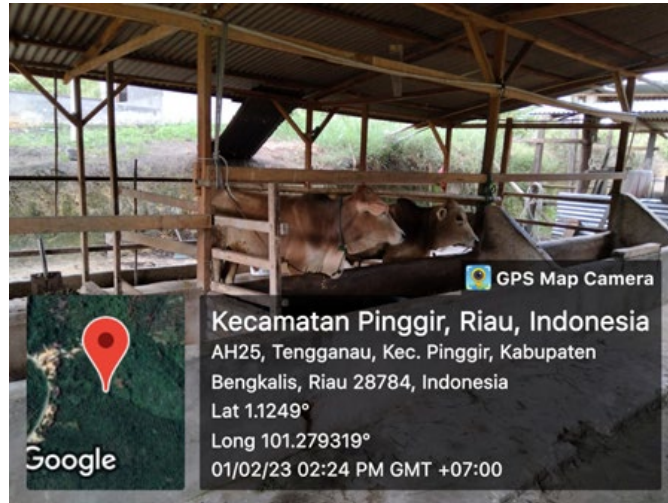 GPS Map Camera
Kecamatan Pinggir, Riau, Indonesia
AH25, Tengganau, Kec. Pinggir, Kabupaten
Bengkalis, Riau 28784, Indonesia
Lat 1.1249°
Long 101.279319°
01/02/23 02:24 PM GMT +07:00
Google